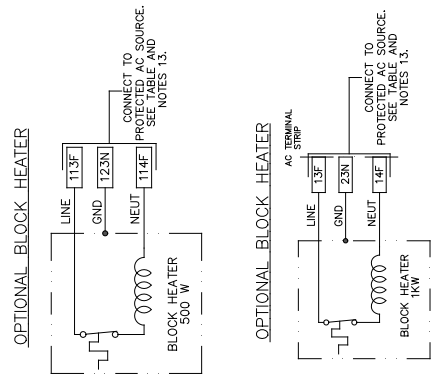 OPTIONAL BLOCK HEATER
CONNECT TO
PROTECTED AC SOURCE.
SEE TABLE AND
NOTES 13.
113F
123N
114F
LINE
GND
NEUT
BLOCK HEATER
500 W
OPTIONAL BLOCK HEATER
AC TERMINAL
STRIP
CONNECT TO
PROTECTED AC SOURCE.
SEE TABLE AND
NOTES 13.
13F
23N
14F
LINE
GND
NEUT
BLOCK HEATER
1KW